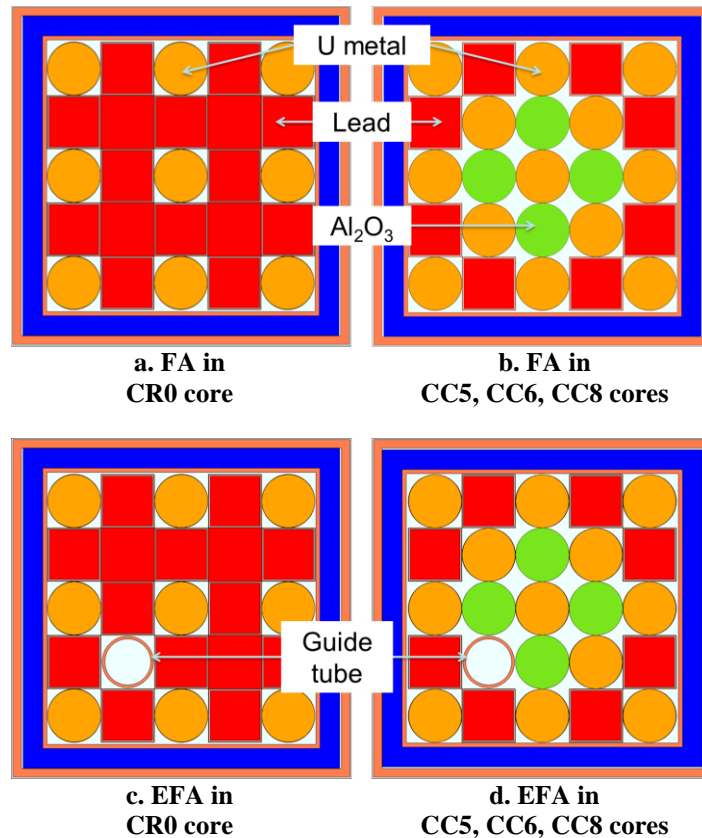 U metal
Lead
Al₂O₃
a. FA in
CR0 core
b. FA in
CC5, CC6, CC8 cores
Guide
tube
c. EFA in
CR0 core
d. EFA in
CC5, CC6, CC8 cores